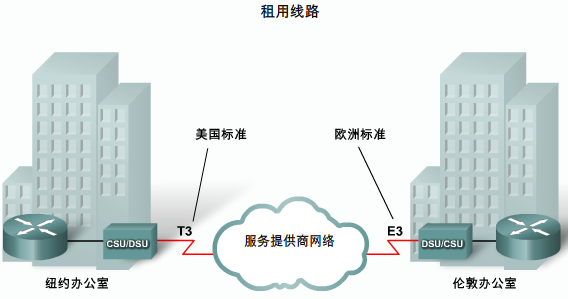 租用线路
美国标准
欧洲标准
T3
E3
CSU/DSU
服务提供商网络
DSU/CSU
纽约办公室
伦敦办公室